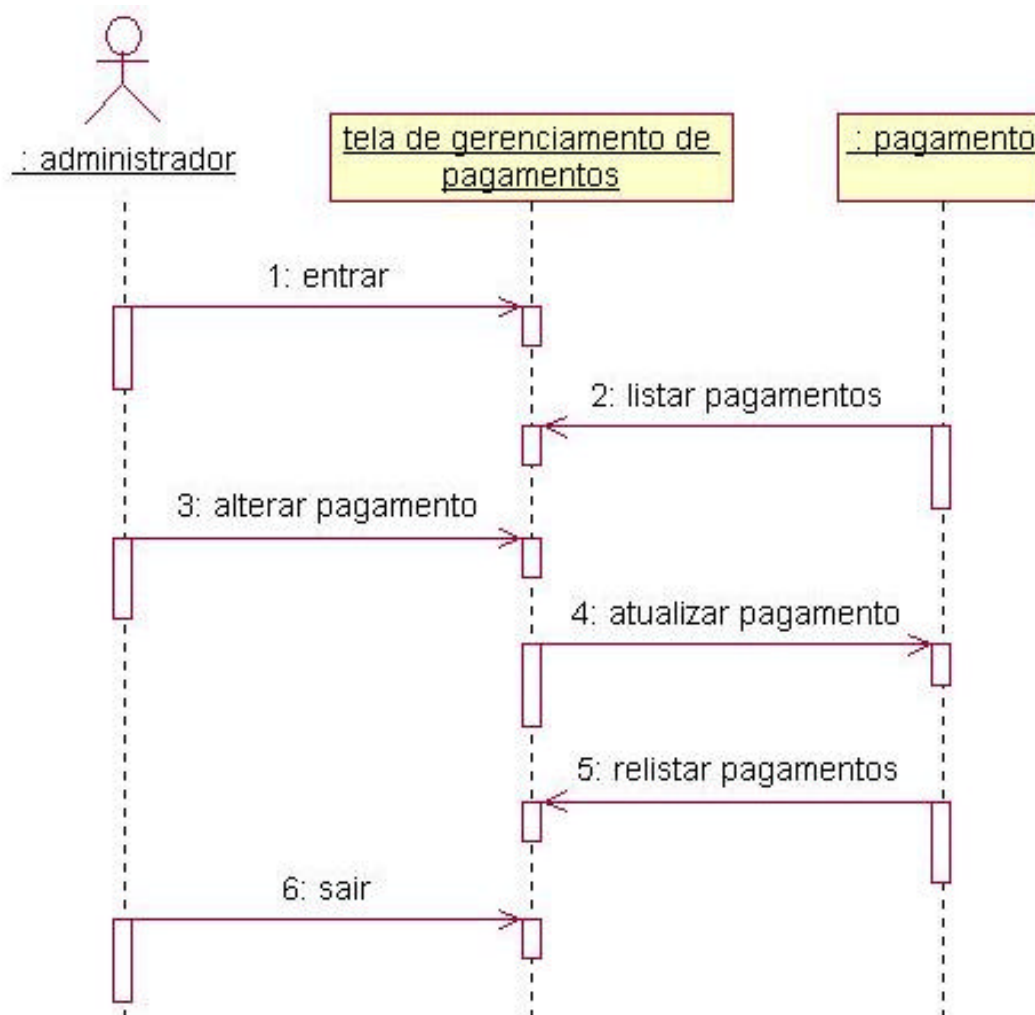 : administrador
tela de gerenciamento de
pagamentos
: pagamento
1: entrar
2: listar pagamentos
3: alterar pagamento
4: atualizar pagamento
5: relistar pagamentos
6: sair